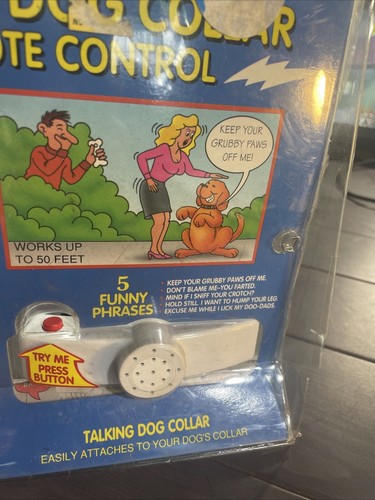 DOG COLLAR
OTE CONTROL
KEEP YOUR
GRUBBY PAWS
OFF ME!
WORKS UP
TO 50 FEET
5
FUNNY
PHRASES
• KEEP YOUR GRUBBY PAWS OFF ME.
• DON'T BLAME ME-YOU FARTED.
MIND IF I SNIFF YOUR CROTCH?
HOLD STILL. I WANT TO HUMP YOUR LEG.
EXCUSE ME WHILE I LICK MY DOO-DADS.
TRY ME
PRESS
BUTTON
TALKING DOG COLLAR
EASILY ATTACHES TO YOUR DOG'S COLLAR